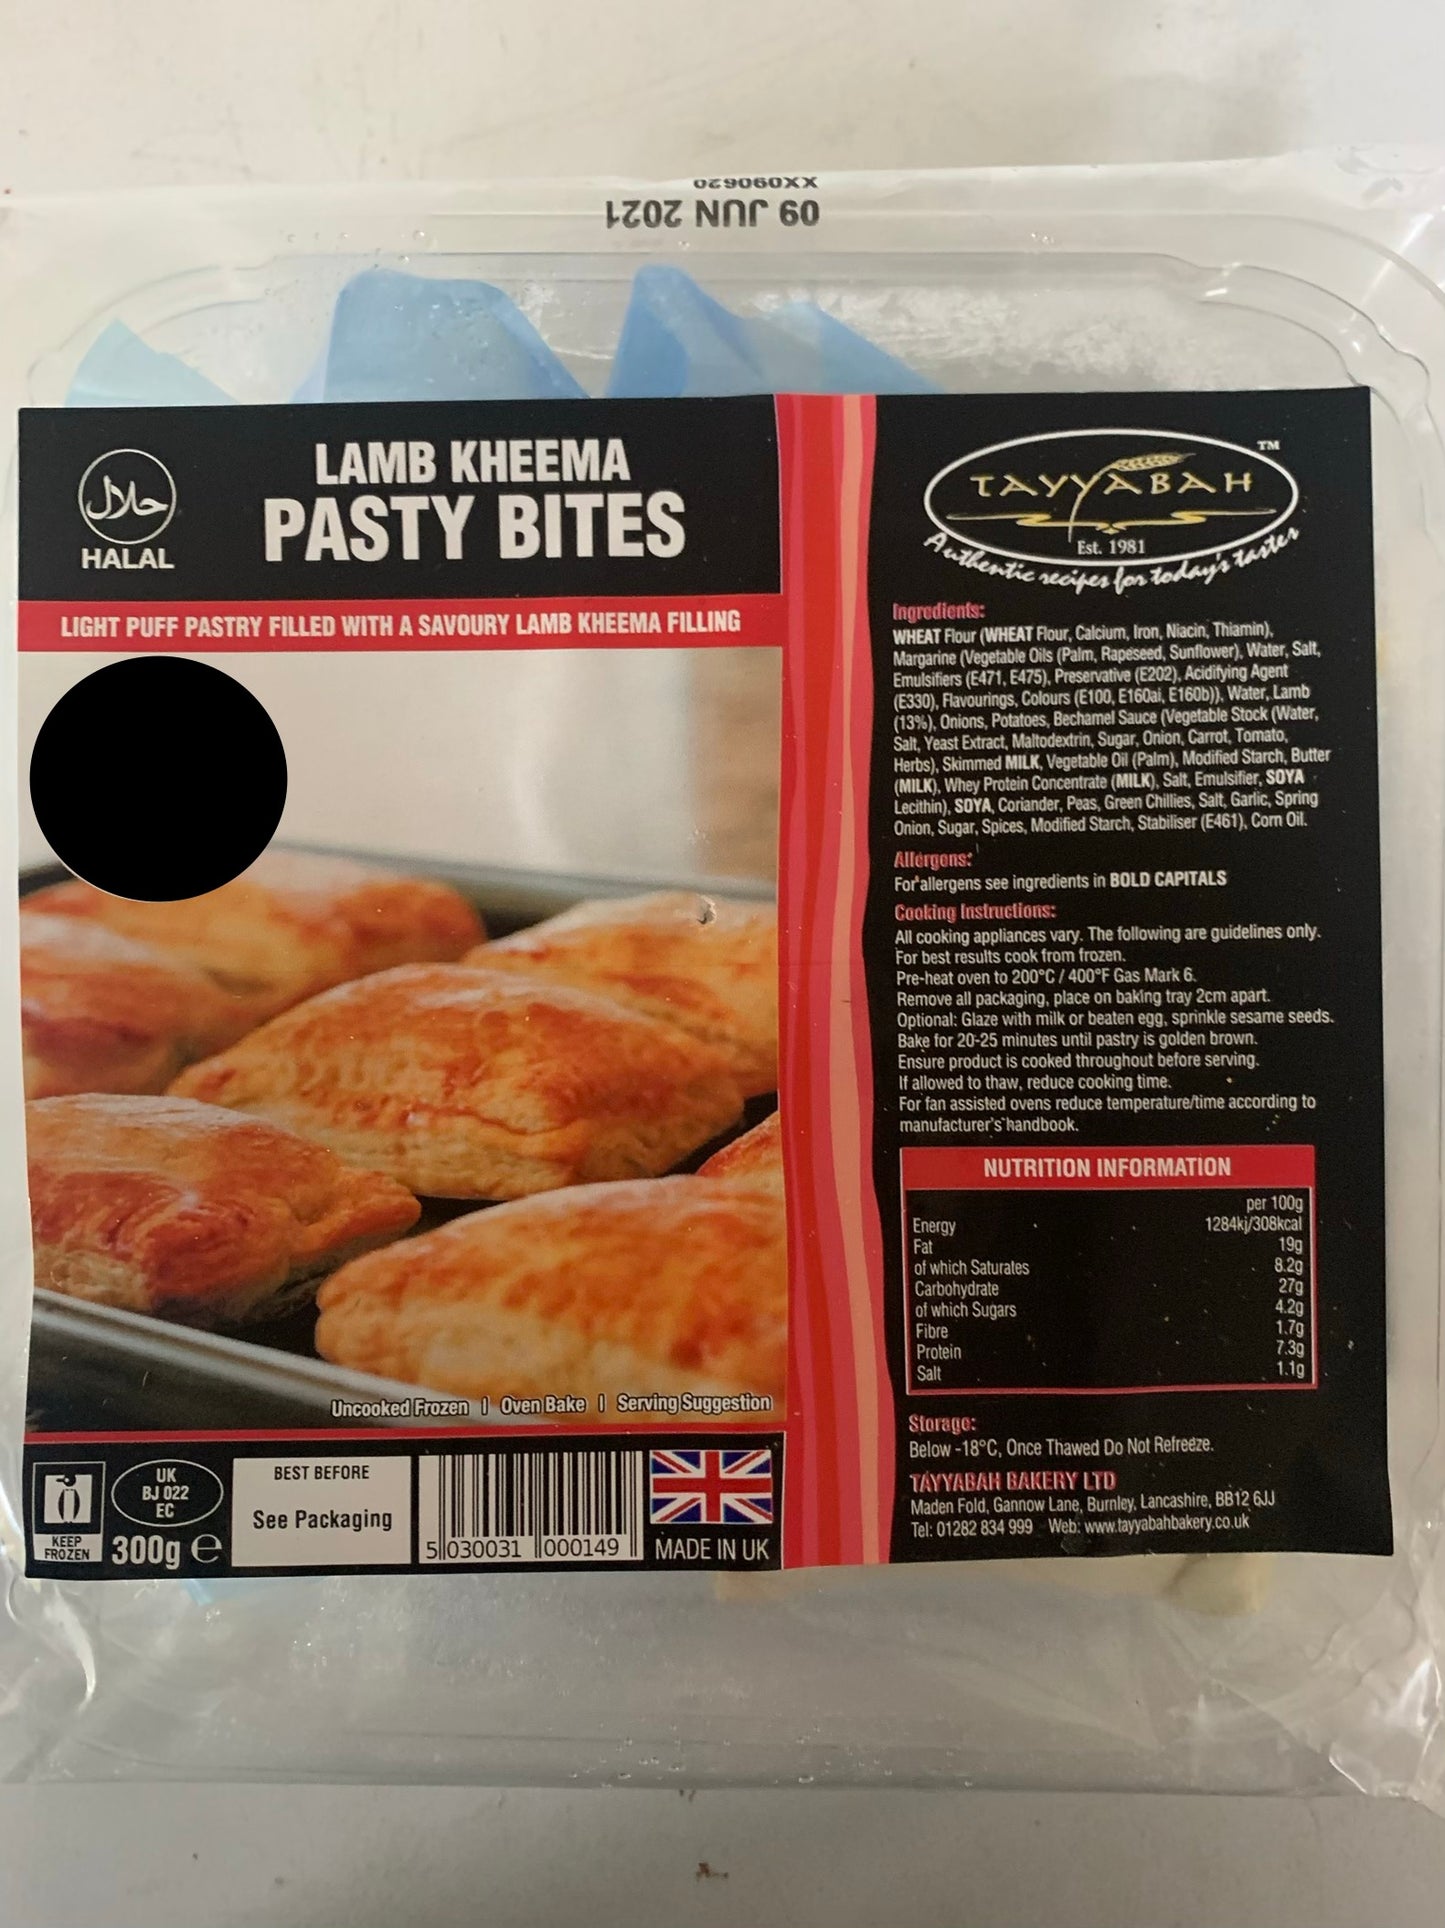 XX090620
09 JUN 2021
حلال
HALAL
LAMB KHEEMA
PASTY BITES
LIGHT PUFF PASTRY FILLED WITH A SAVOURY LAMB KHEEMA FILLING
Uncooked Frozen | Oven Bake | Serving Suggestion
KEEP
FROZEN
UK
BJ 022
EC
300g e
BEST BEFORE
See Packaging
5 030031 000149
MADE IN UK
TAYYABAH TM
Est. 1981
Authentic recipes for today's tastes
Ingredients:
WHEAT Flour (WHEAT Flour, Calcium, Iron, Niacin, Thiamin),
Margarine (Vegetable Oils (Palm, Rapeseed, Sunflower), Water, Salt,
Emulsifiers (E471, E475), Preservative (E202), Acidifying Agent
(E330), Flavourings, Colours (E100, E160ai, E160b)), Water, Lamb
(13%), Onions, Potatoes, Bechamel Sauce (Vegetable Stock (Water,
Salt, Yeast Extract, Maltodextrin, Sugar, Onion, Carrot, Tomato,
Herbs), Skimmed MILK, Vegetable Oil (Palm), Modified Starch, Butter
(MILK), Whey Protein Concentrate (MILK), Salt, Emulsifier, SOYA
Lecithin), SOYA, Coriander, Peas, Green Chillies, Salt, Garlic, Spring
Onion, Sugar, Spices, Modified Starch, Stabiliser (E461), Corn Oil.
Allergens:
For allergens see ingredients in BOLD CAPITALS
Cooking Instructions:
All cooking appliances vary. The following are guidelines only.
For best results cook from frozen.
Pre-heat oven to 200°C / 400°F Gas Mark 6.
Remove all packaging, place on baking tray 2cm apart.
Optional: Glaze with milk or beaten egg, sprinkle sesame seeds.
Bake for 20-25 minutes until pastry is golden brown.
Ensure product is cooked throughout before serving.
If allowed to thaw, reduce cooking time.
For fan assisted ovens reduce temperature/time according to
manufacturer's handbook.
NUTRITION INFORMATION
per 100g
Energy 1284kj/308kcal
Fat 19g
of which Saturates 8.2g
Carbohydrate 27g
of which Sugars 4.2g
Fibre 1.7g
Protein 7.3g
Salt 1.1g
Storage:
Below -18°C, Once Thawed Do Not Refreeze.
TAYYABAH BAKERY LTD
Maden Fold, Gannow Lane, Burnley, Lancashire, BB12 6JJ
Tel: 01282 834 999 Web: www.tayyabahbakery.co.uk